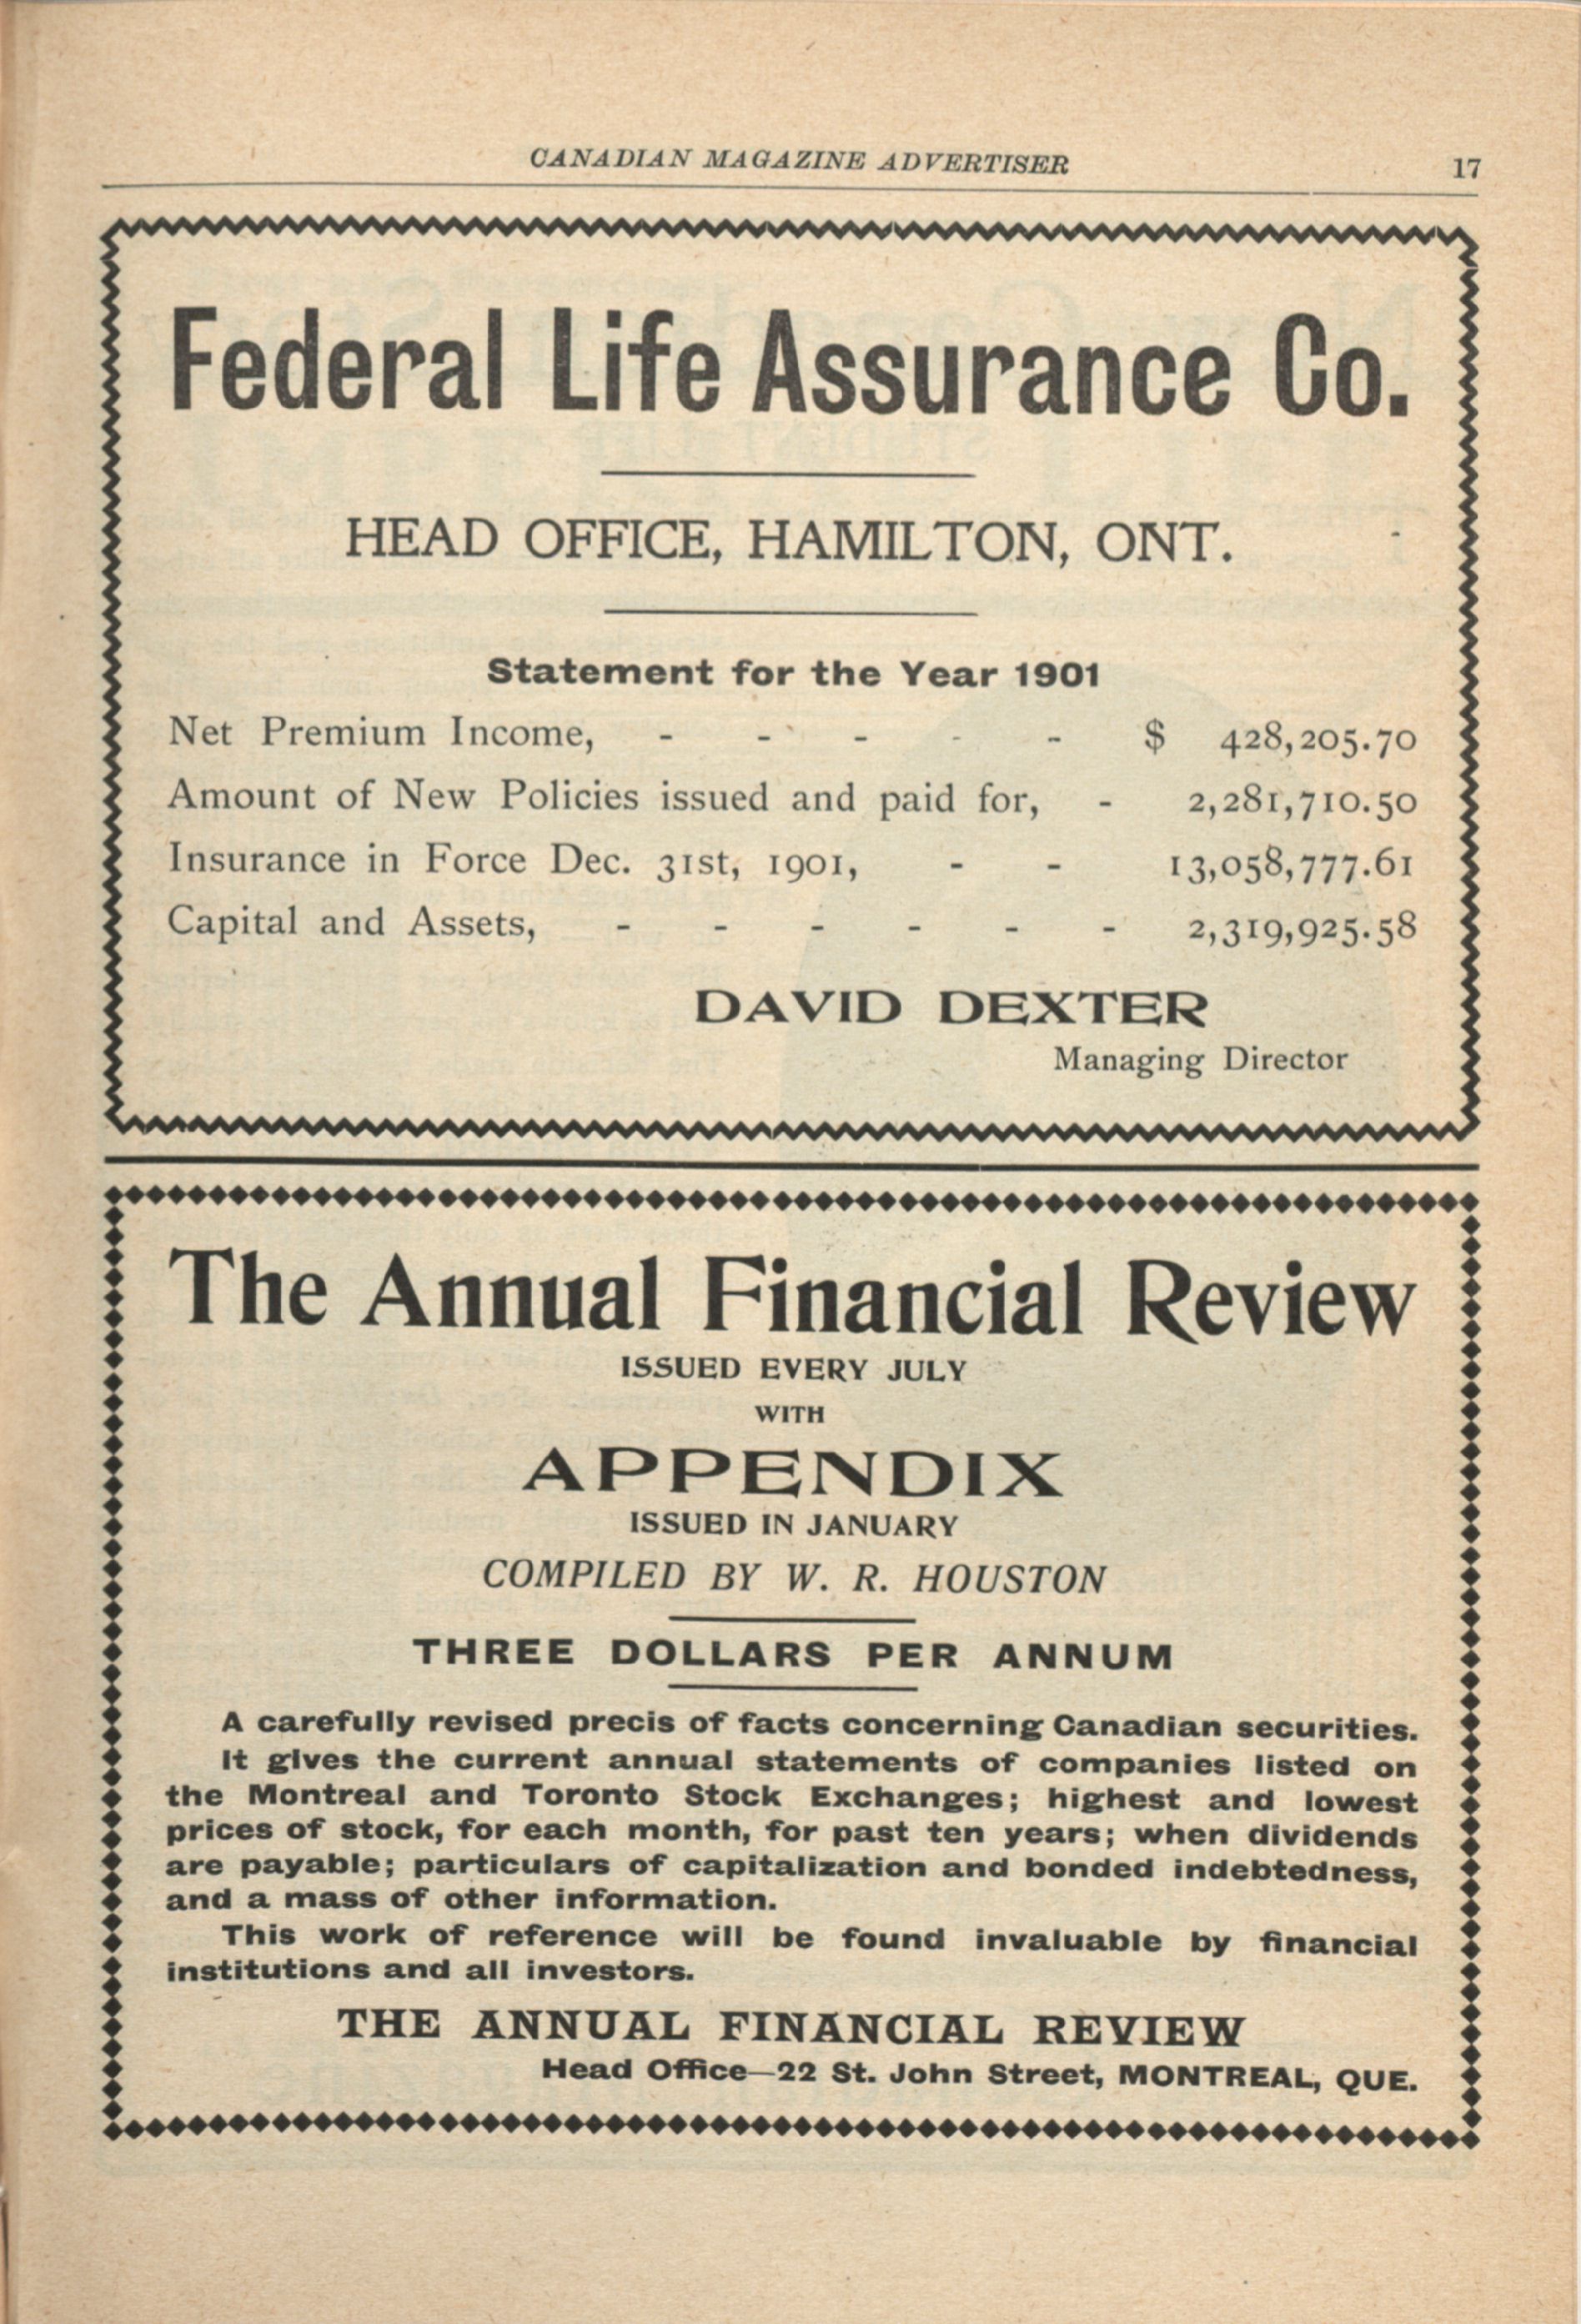 CANADIAN MAGAZINE ADVERTISER 17
Federal Life Assurance Co.
HEAD OFFICE, HAMILTON, ONT.
Statement for the Year 1901
Net Premium Income, - - - - - $ 428,205.70
Amount of New Policies issued and paid for, - 2,281,710.50
Insurance in Force Dec. 31st, 1901, - - 13,058,777.61
Capital and Assets, - - - - - - 2,319,925.58
DAVID DEXTER
Managing Director
The Annual Financial Review
ISSUED EVERY JULY
WITH
APPENDIX
ISSUED IN JANUARY
COMPILED BY W. R. HOUSTON
THREE DOLLARS PER ANNUM
A carefully revised precis of facts concerning Canadian securities.
It gives the current annual statements of companies listed on
the Montreal and Toronto Stock Exchanges; highest and lowest
prices of stock, for each month, for past ten years; when dividends
are payable; particulars of capitalization and bonded indebtedness,
and a mass of other information.
This work of reference will be found invaluable by financial
institutions and all investors.
THE ANNUAL FINANCIAL REVIEW
Head Office—22 St. John Street, MONTREAL, QUE.